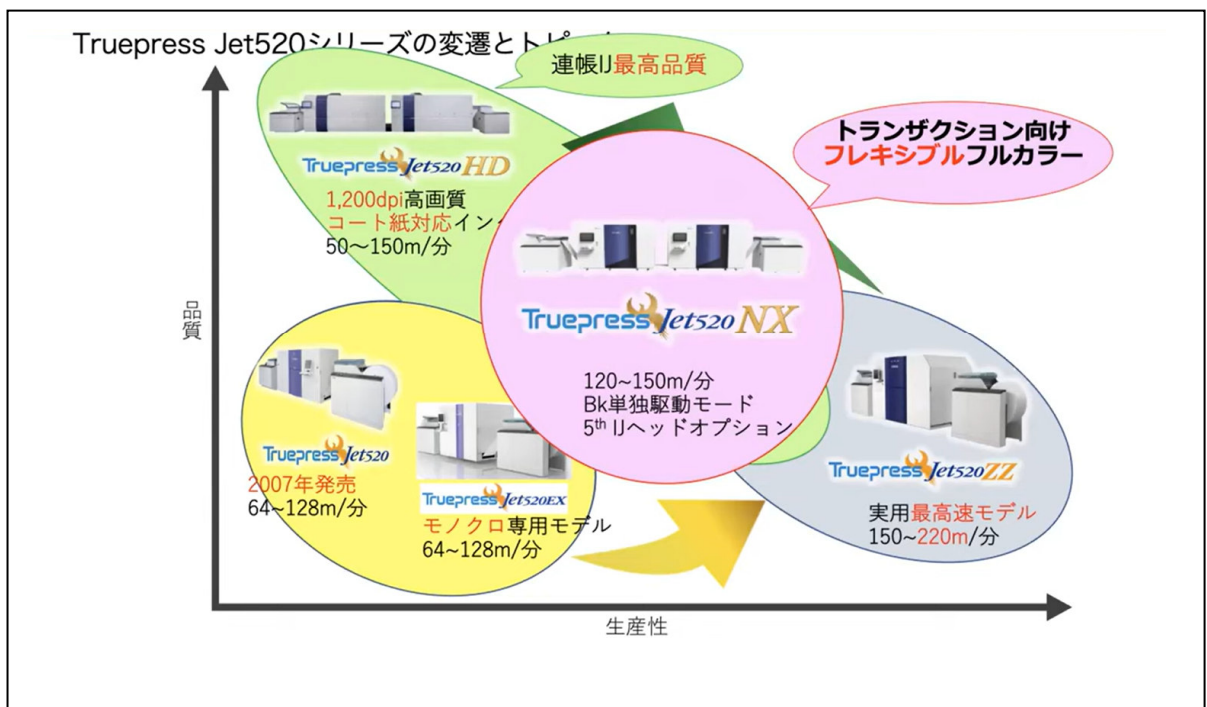 Truepress Jet520シリーズの変遷とトピ
連帳IJ最高品質
トランザクション向け
フレキシブルフルカラー
Truepress Jet520HD
1,200dpi高画質
コート紙対応イン
50〜150m/分
品質
Truepress Jet520NX
120~150m/分
Bk単独駆動モード
5th IJヘッドオプション
Truepress Jet520
2007年発売
64~128m/分
Truepress Jet520EX
モノクロ専用モデル
64~128m/分
Truepress Jet520ZZ
実用最高速モデル
150~220m/分
生産性